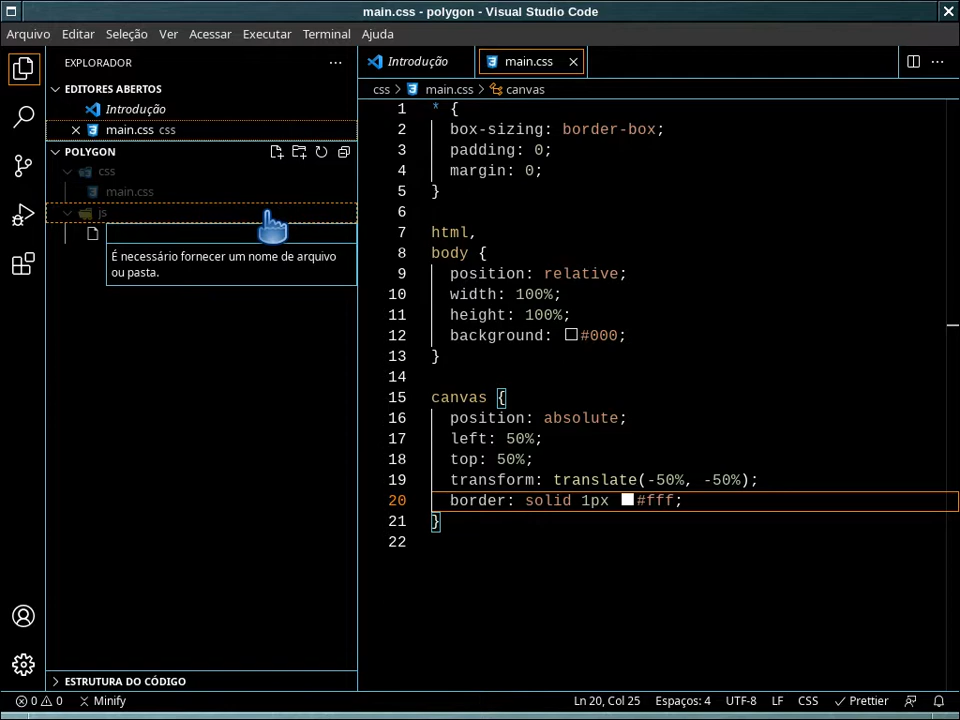 main.css - polygon - Visual Studio Code
Arquivo Editar Seleção Ver Acessar Executar Terminal Ajuda
EXPLORADOR
EDITORES ABERTOS
Introdução
main.css css
POLYGON
css
main.css
js
É necessário fornecer um nome de arquivo
ou pasta.
ESTRUTURA DO CÓDIGO
Introdução main.css
css main.css canvas
1 * {
2 box-sizing: border-box;
3 padding: 0;
4 margin: 0;
5 }
6
7 html,
8 body {
9 position: relative;
10 width: 100%;
11 height: 100%;
12 background: #000;
13 }
14
15 canvas {
16 position: absolute;
17 left: 50%;
18 top: 50%;
19 transform: translate(-50%, -50%);
20 border: solid 1px #fff;
21 }
22
0 0 Minify Ln 20, Col 25 Espaços: 4 UTF-8 LF CSS Prettier